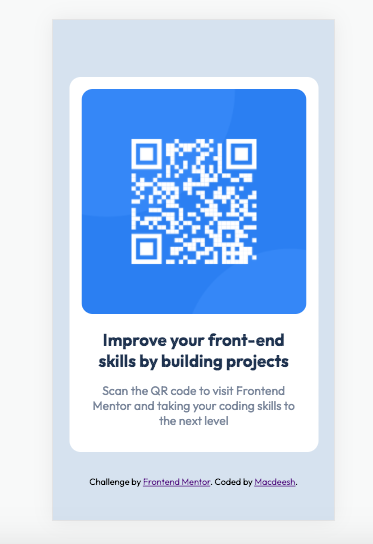 Improve your front-end
skills by building projects
Scan the QR code to visit Frontend
Mentor and taking your coding skills to
the next level
Challenge by Frontend Mentor. Coded by Macdeesh.